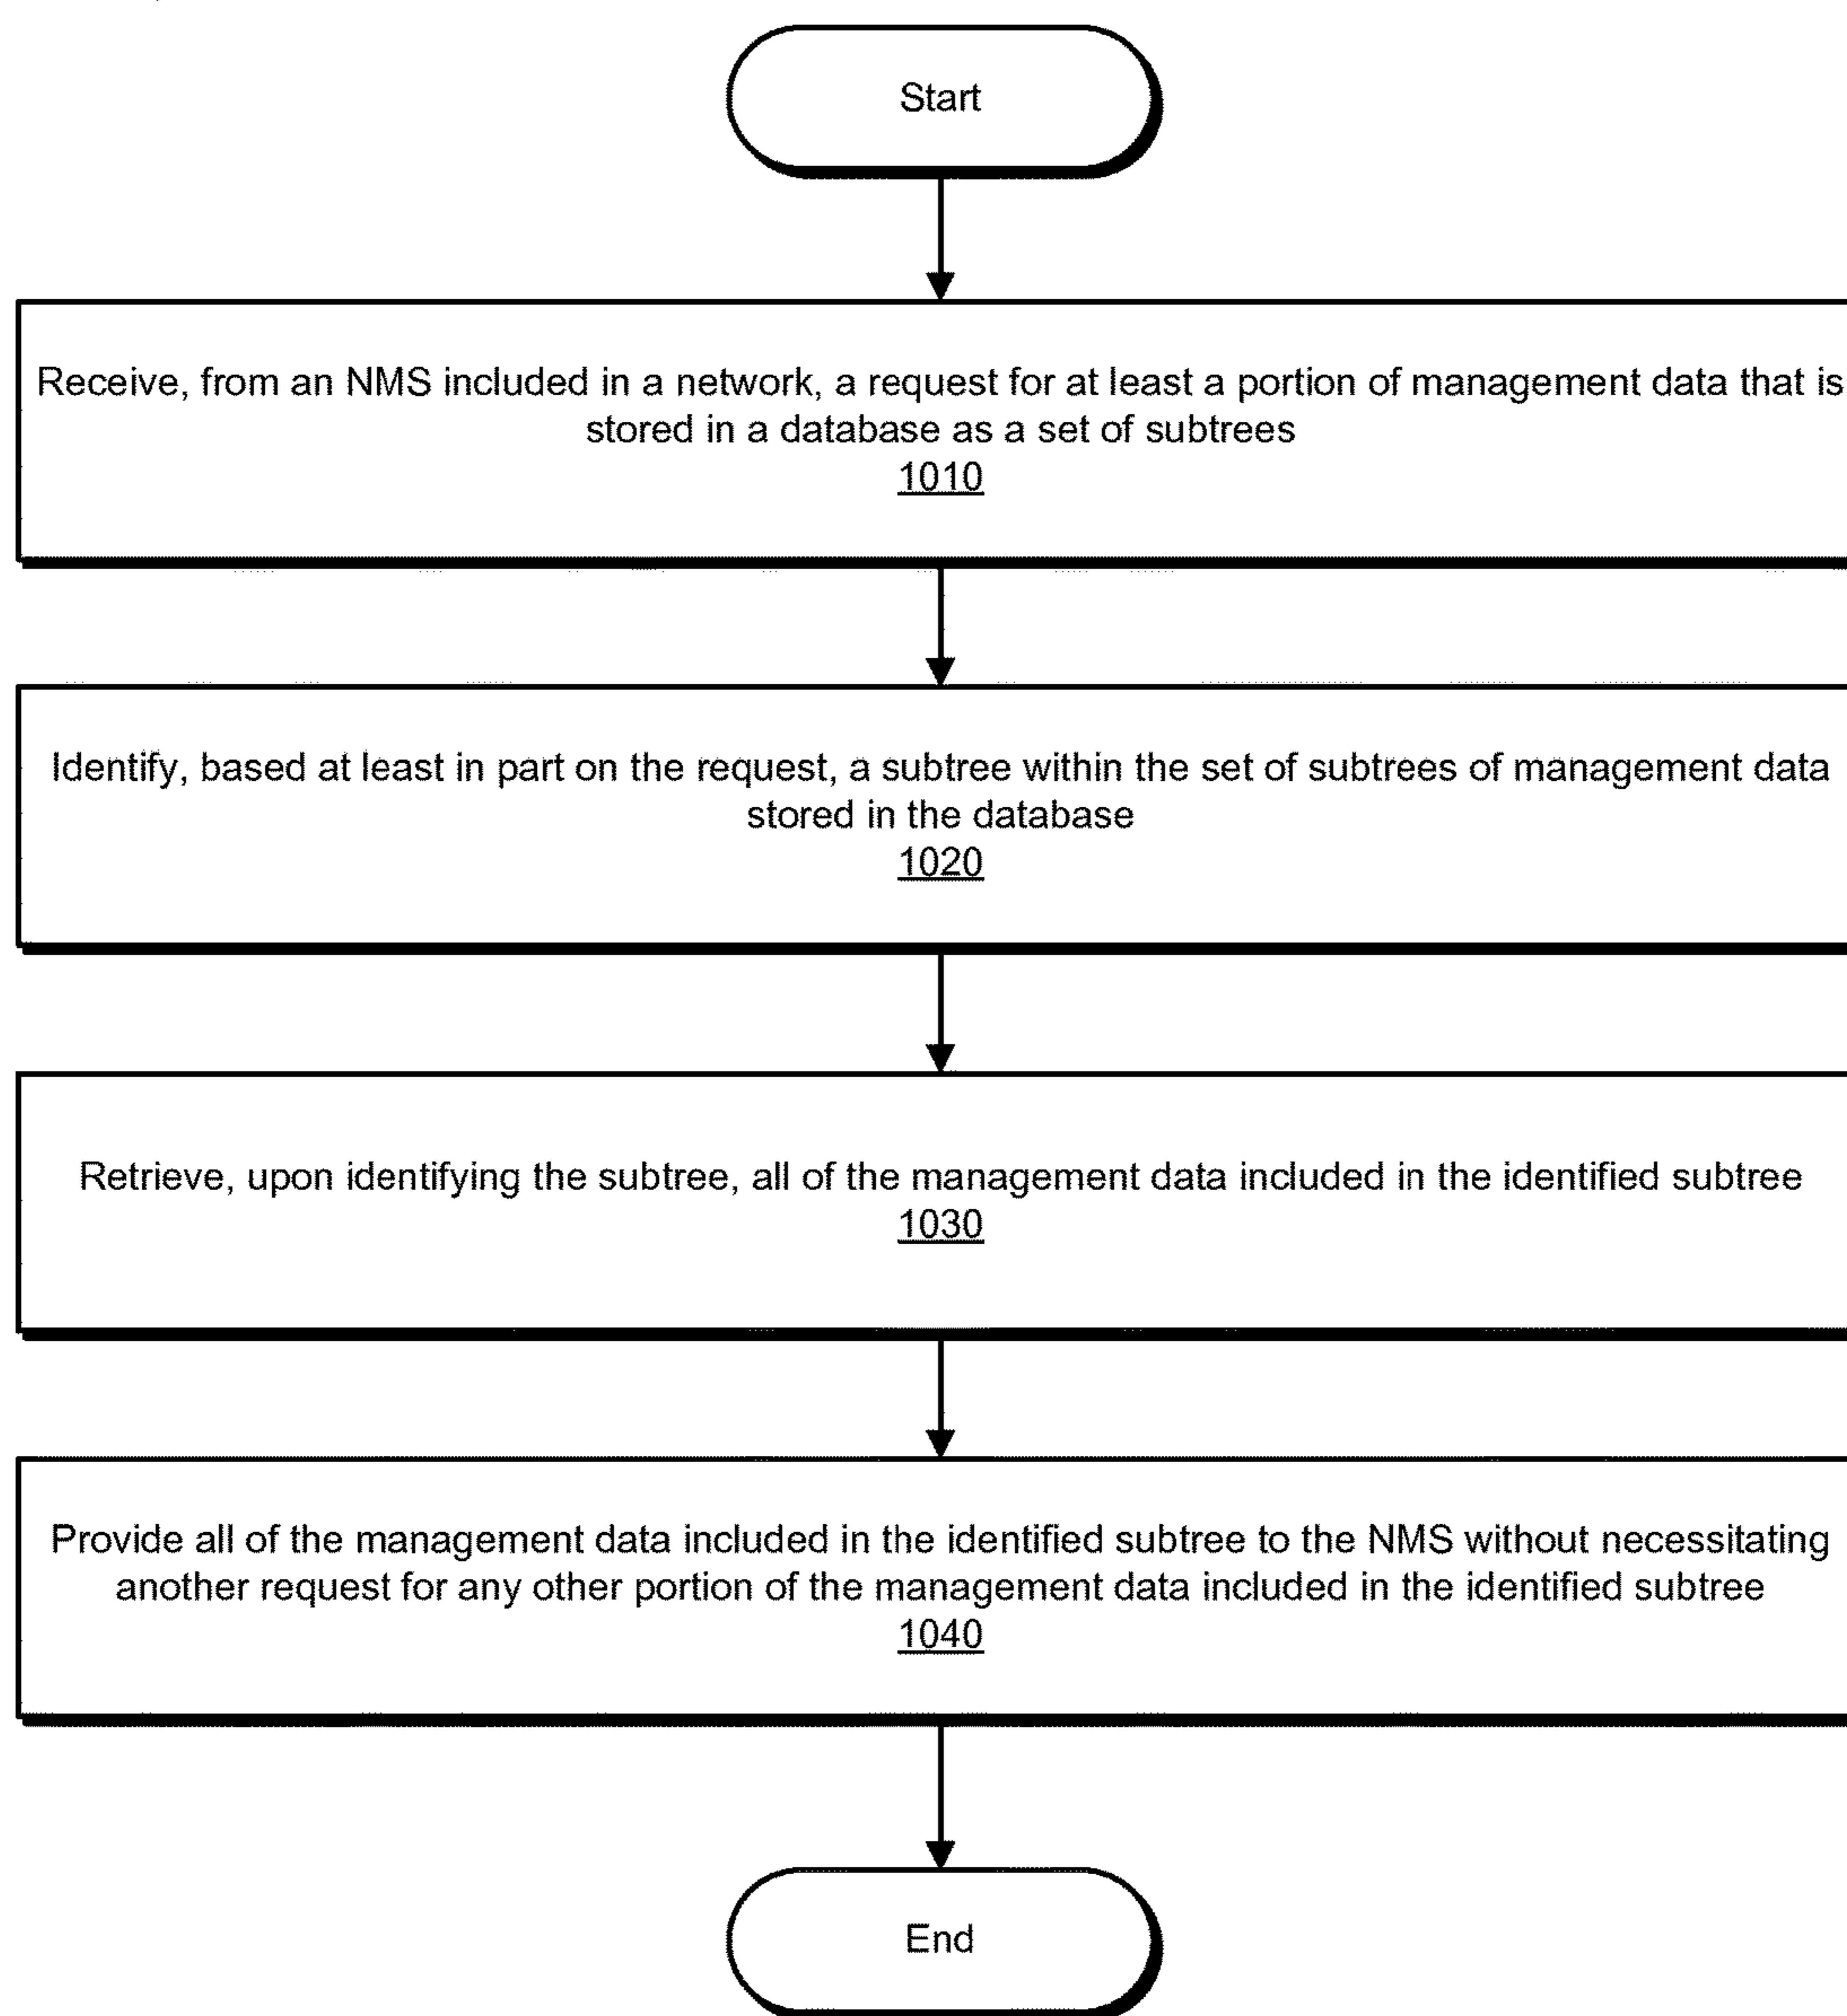 Start
Receive, from an NMS included in a network, a request for at least a portion of management data that is
stored in a database as a set of subtrees
1010
Identify, based at least in part on the request, a subtree within the set of subtrees of management data
stored in the database
1020
Retrieve, upon identifying the subtree, all of the management data included in the identified subtree
1030
Provide all of the management data included in the identified subtree to the NMS without necessitating
another request for any other portion of the management data included in the identified subtree
1040
End